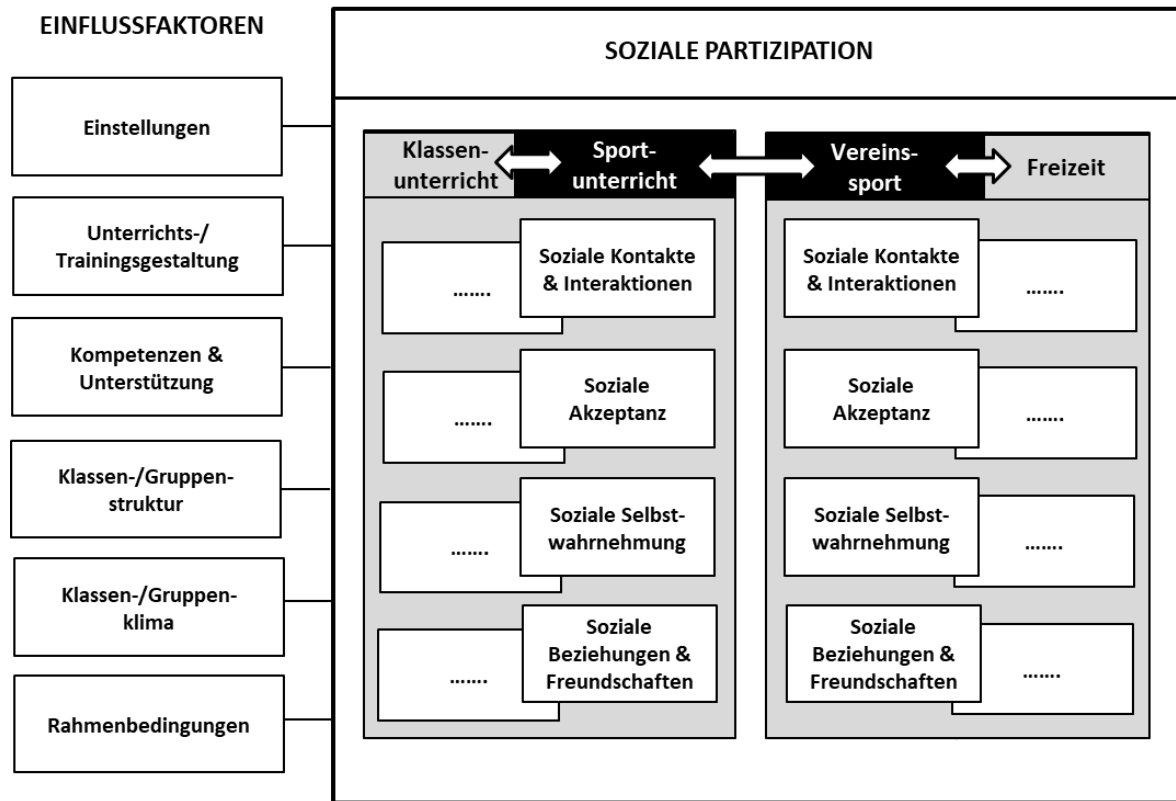 EINFLUSSFAKTOREN
Einstellungen
Unterrichts-/
Trainingsgestaltung
Kompetenzen &
Unterstützung
Klassen-/Gruppen-
struktur
Klassen-/Gruppen-
klima
Rahmenbedingungen
SOZIALE PARTIZIPATION
Klassen-
unterricht
Sport-
unterricht
Vereins-
sport
Freizeit
.......
Soziale Kontakte
& Interaktionen
Soziale Kontakte
& Interaktionen
.......
.......
Soziale
Akzeptanz
Soziale
Akzeptanz
.......
.......
Soziale Selbst-
wahrnehmung
Soziale Selbst-
wahrnehmung
.......
.......
Soziale
Beziehungen &
Freundschaften
Soziale
Beziehungen &
Freundschaften
.......